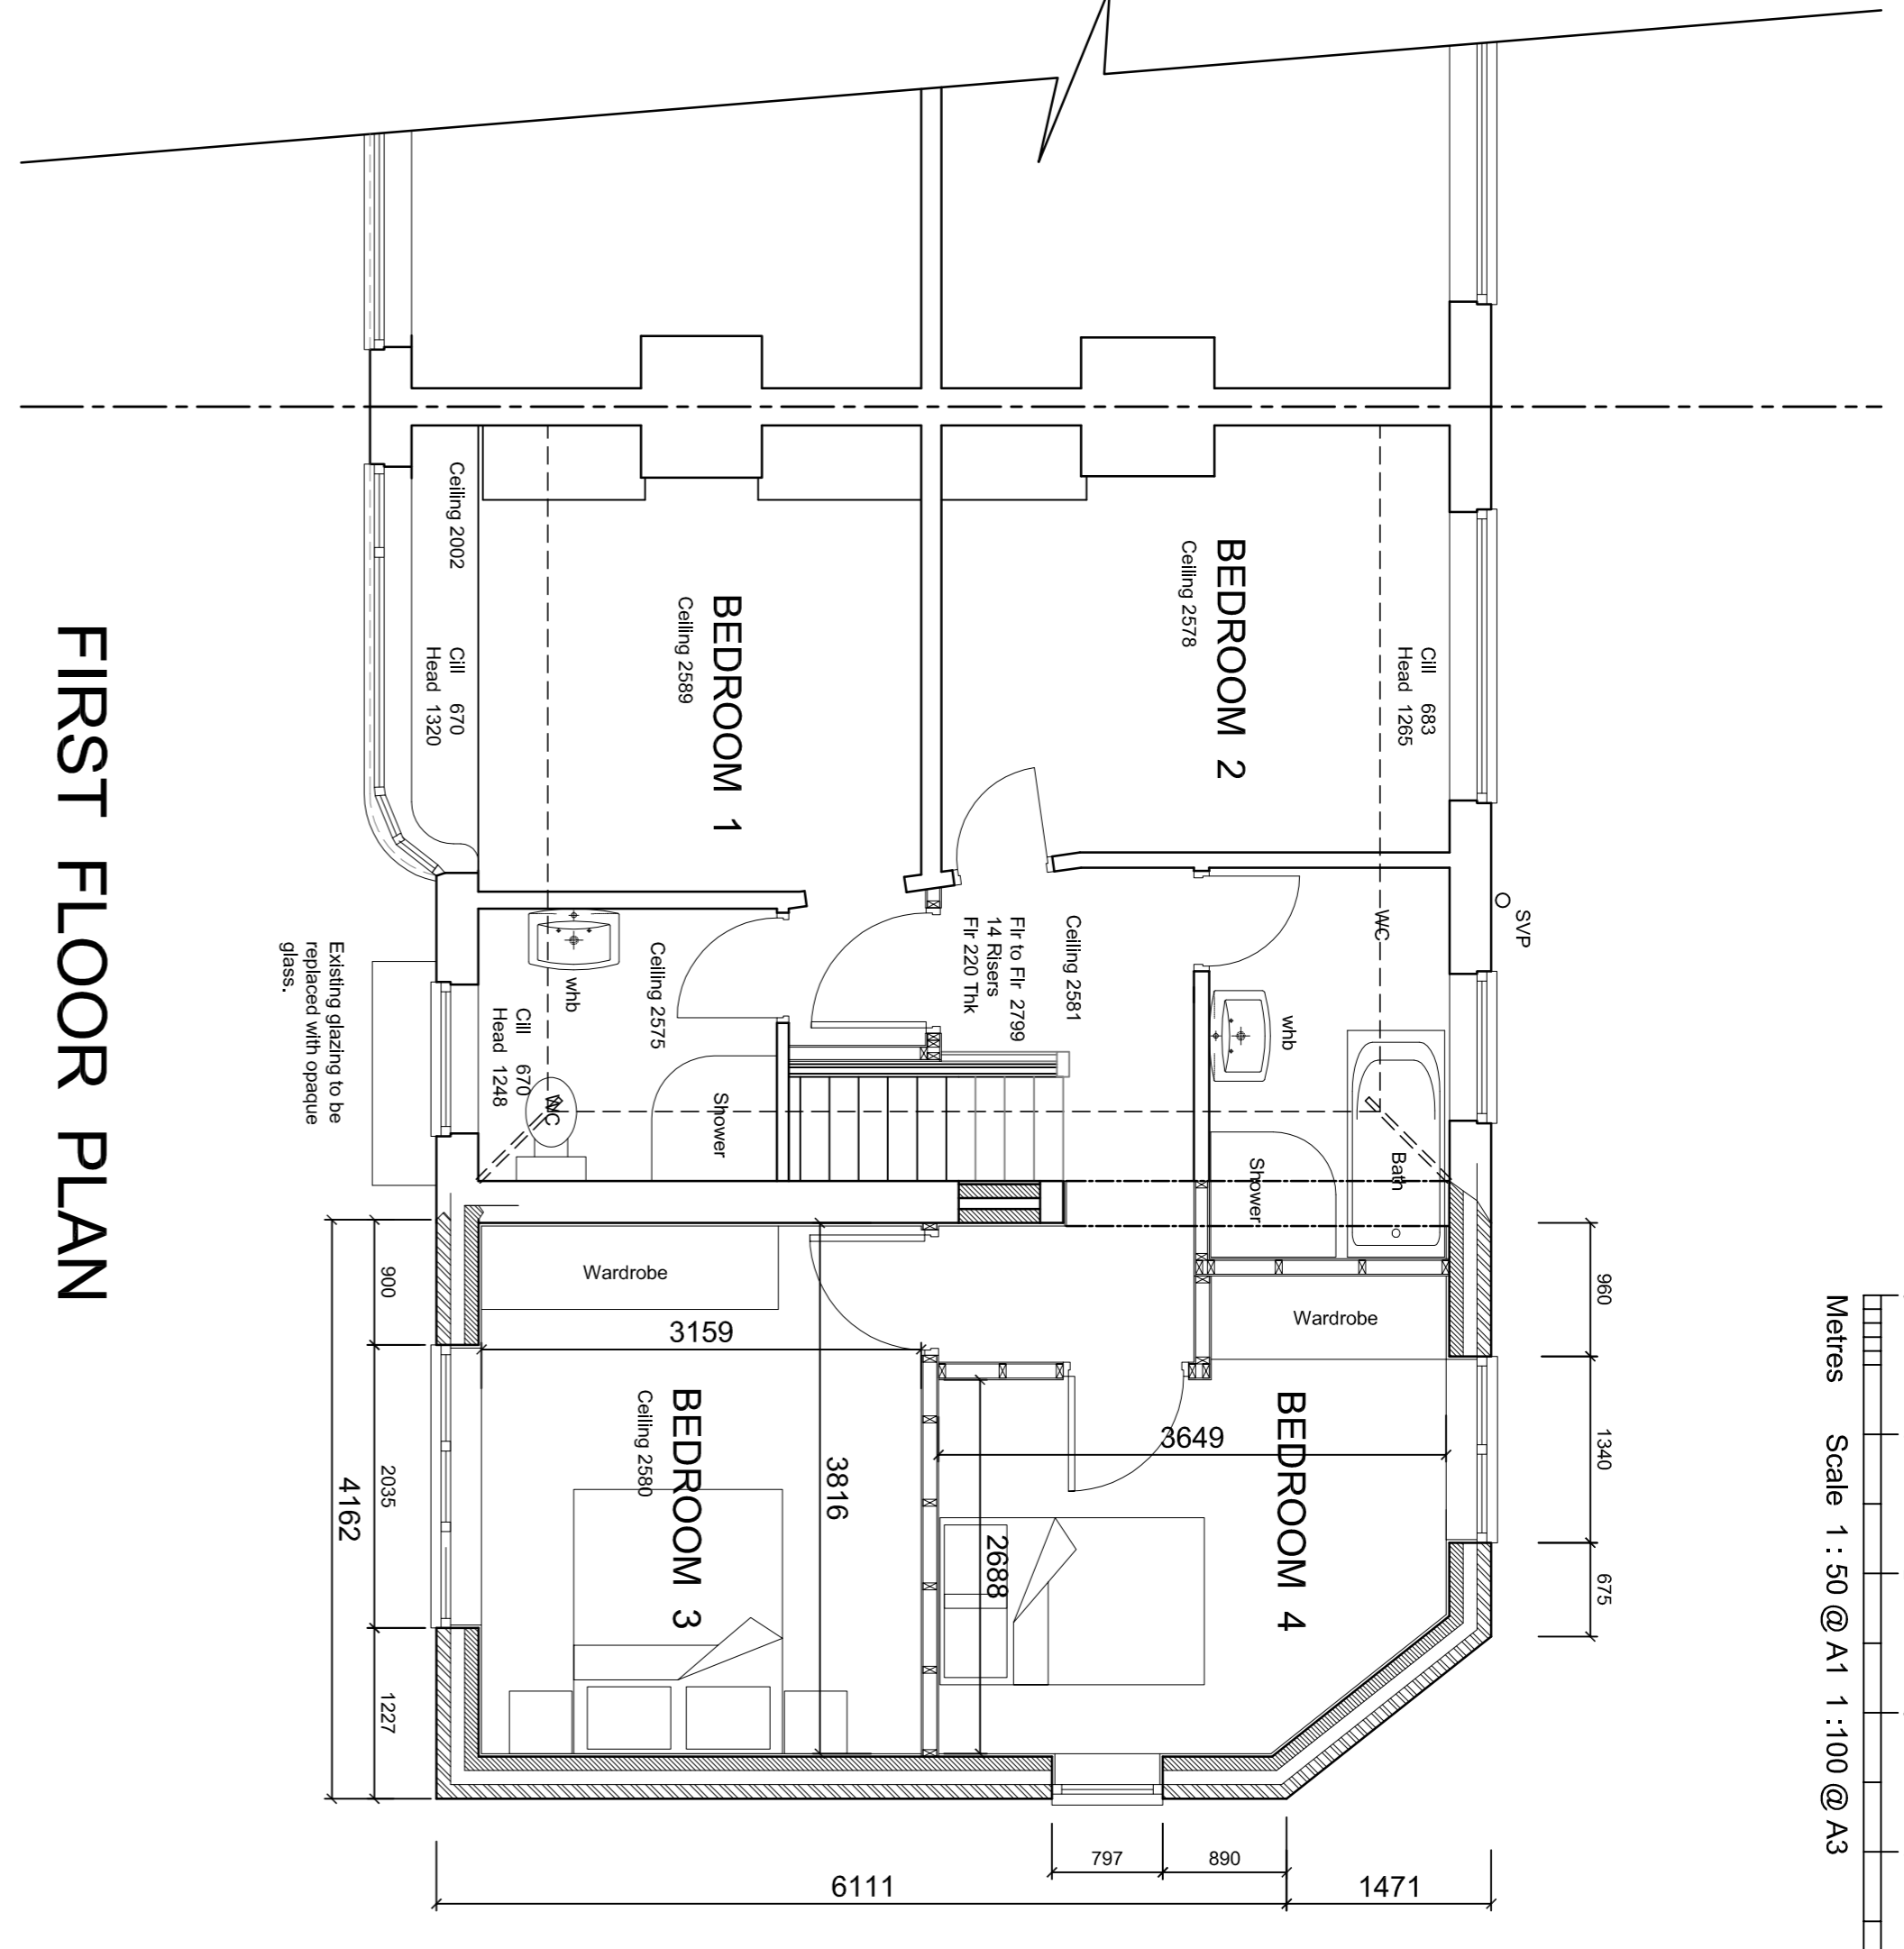 BEDROOM 2
Ceiling 2578
Cill 683
Head 1265
SVP
WC
BEDROOM 1
Ceiling 2589
Ceiling 2002
Cill 670
Head 1320
Ceiling 2581
Flr to Flr 2799
14 Risers
Flr 220 Thk
whb
Bath
Shower
whb
Ceiling 2575
Cill 670
Head 1248
WC
Shower
Existing glazing to be
replaced with opaque
glass.
Wardrobe
Wardrobe
3159
BEDROOM 3
Ceiling 2580
3816
3649
BEDROOM 4
2688
900
2035
1227
4162
960
1340
675
797
890
6111
1471
FIRST FLOOR PLAN
Metres Scale 1 : 50 @ A1 1 :100 @ A3